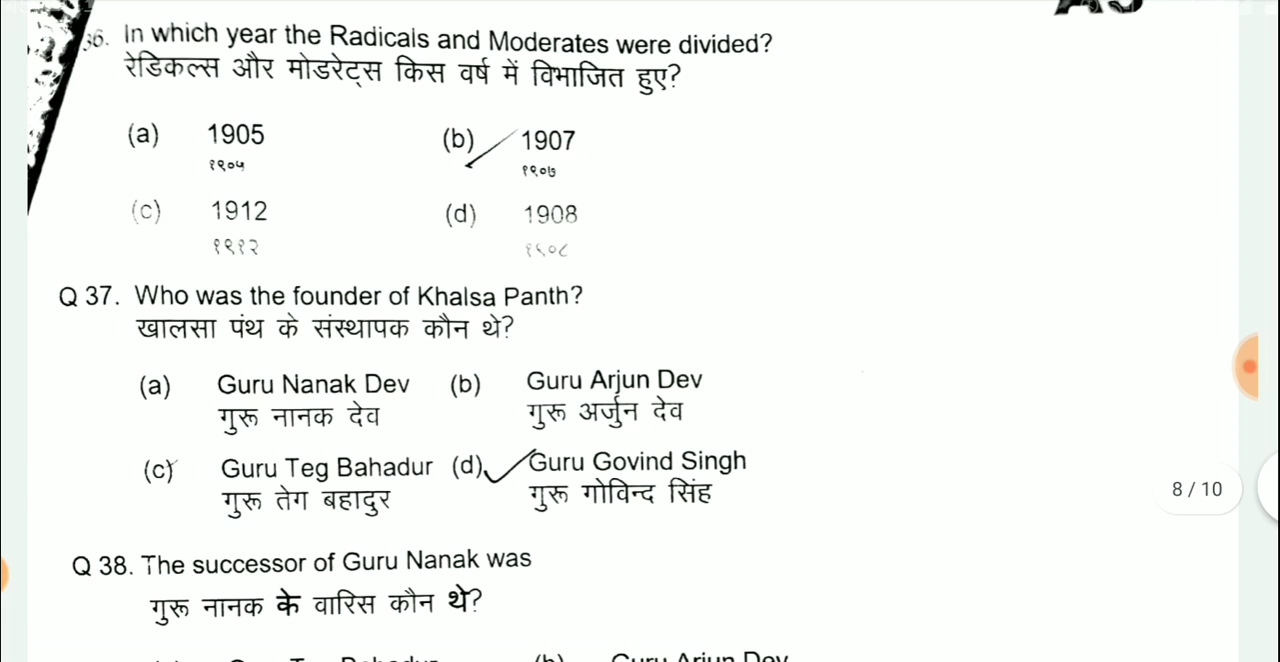 36. In which year the Radicals and Moderates were divided?
रेडिकल्स और मोडरेट्स किस वर्ष में विभाजित हुए?
(a) 1905 (b) 1907
१९०५ १९०७
(c) 1912 (d) 1908
१९१२ १९०८
Q 37. Who was the founder of Khalsa Panth?
खालसा पंथ के संस्थापक कौन थे?
(a) Guru Nanak Dev (b) Guru Arjun Dev
गुरू नानक देव गुरू अर्जुन देव
(c) Guru Teg Bahadur (d) Guru Govind Singh
गुरू तेग बहादुर गुरू गोविन्द सिंह
8 / 10
Q 38. The successor of Guru Nanak was
गुरू नानक के वारिस कौन थे?
(b) Guru Arjun Dev